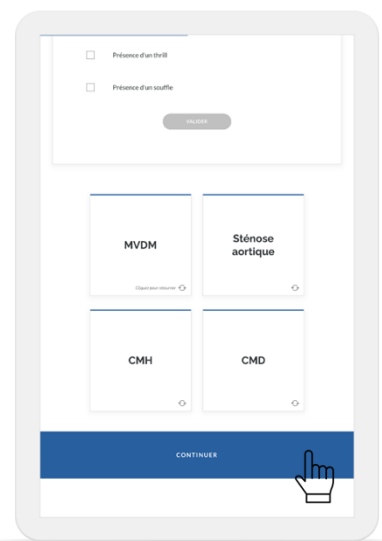 Présence d'un thrill
Présence d'un souffle
VALIDER
MVDM
Cliquez pour retourner
Sténose
aortique
CMH
CMD
CONTINUER